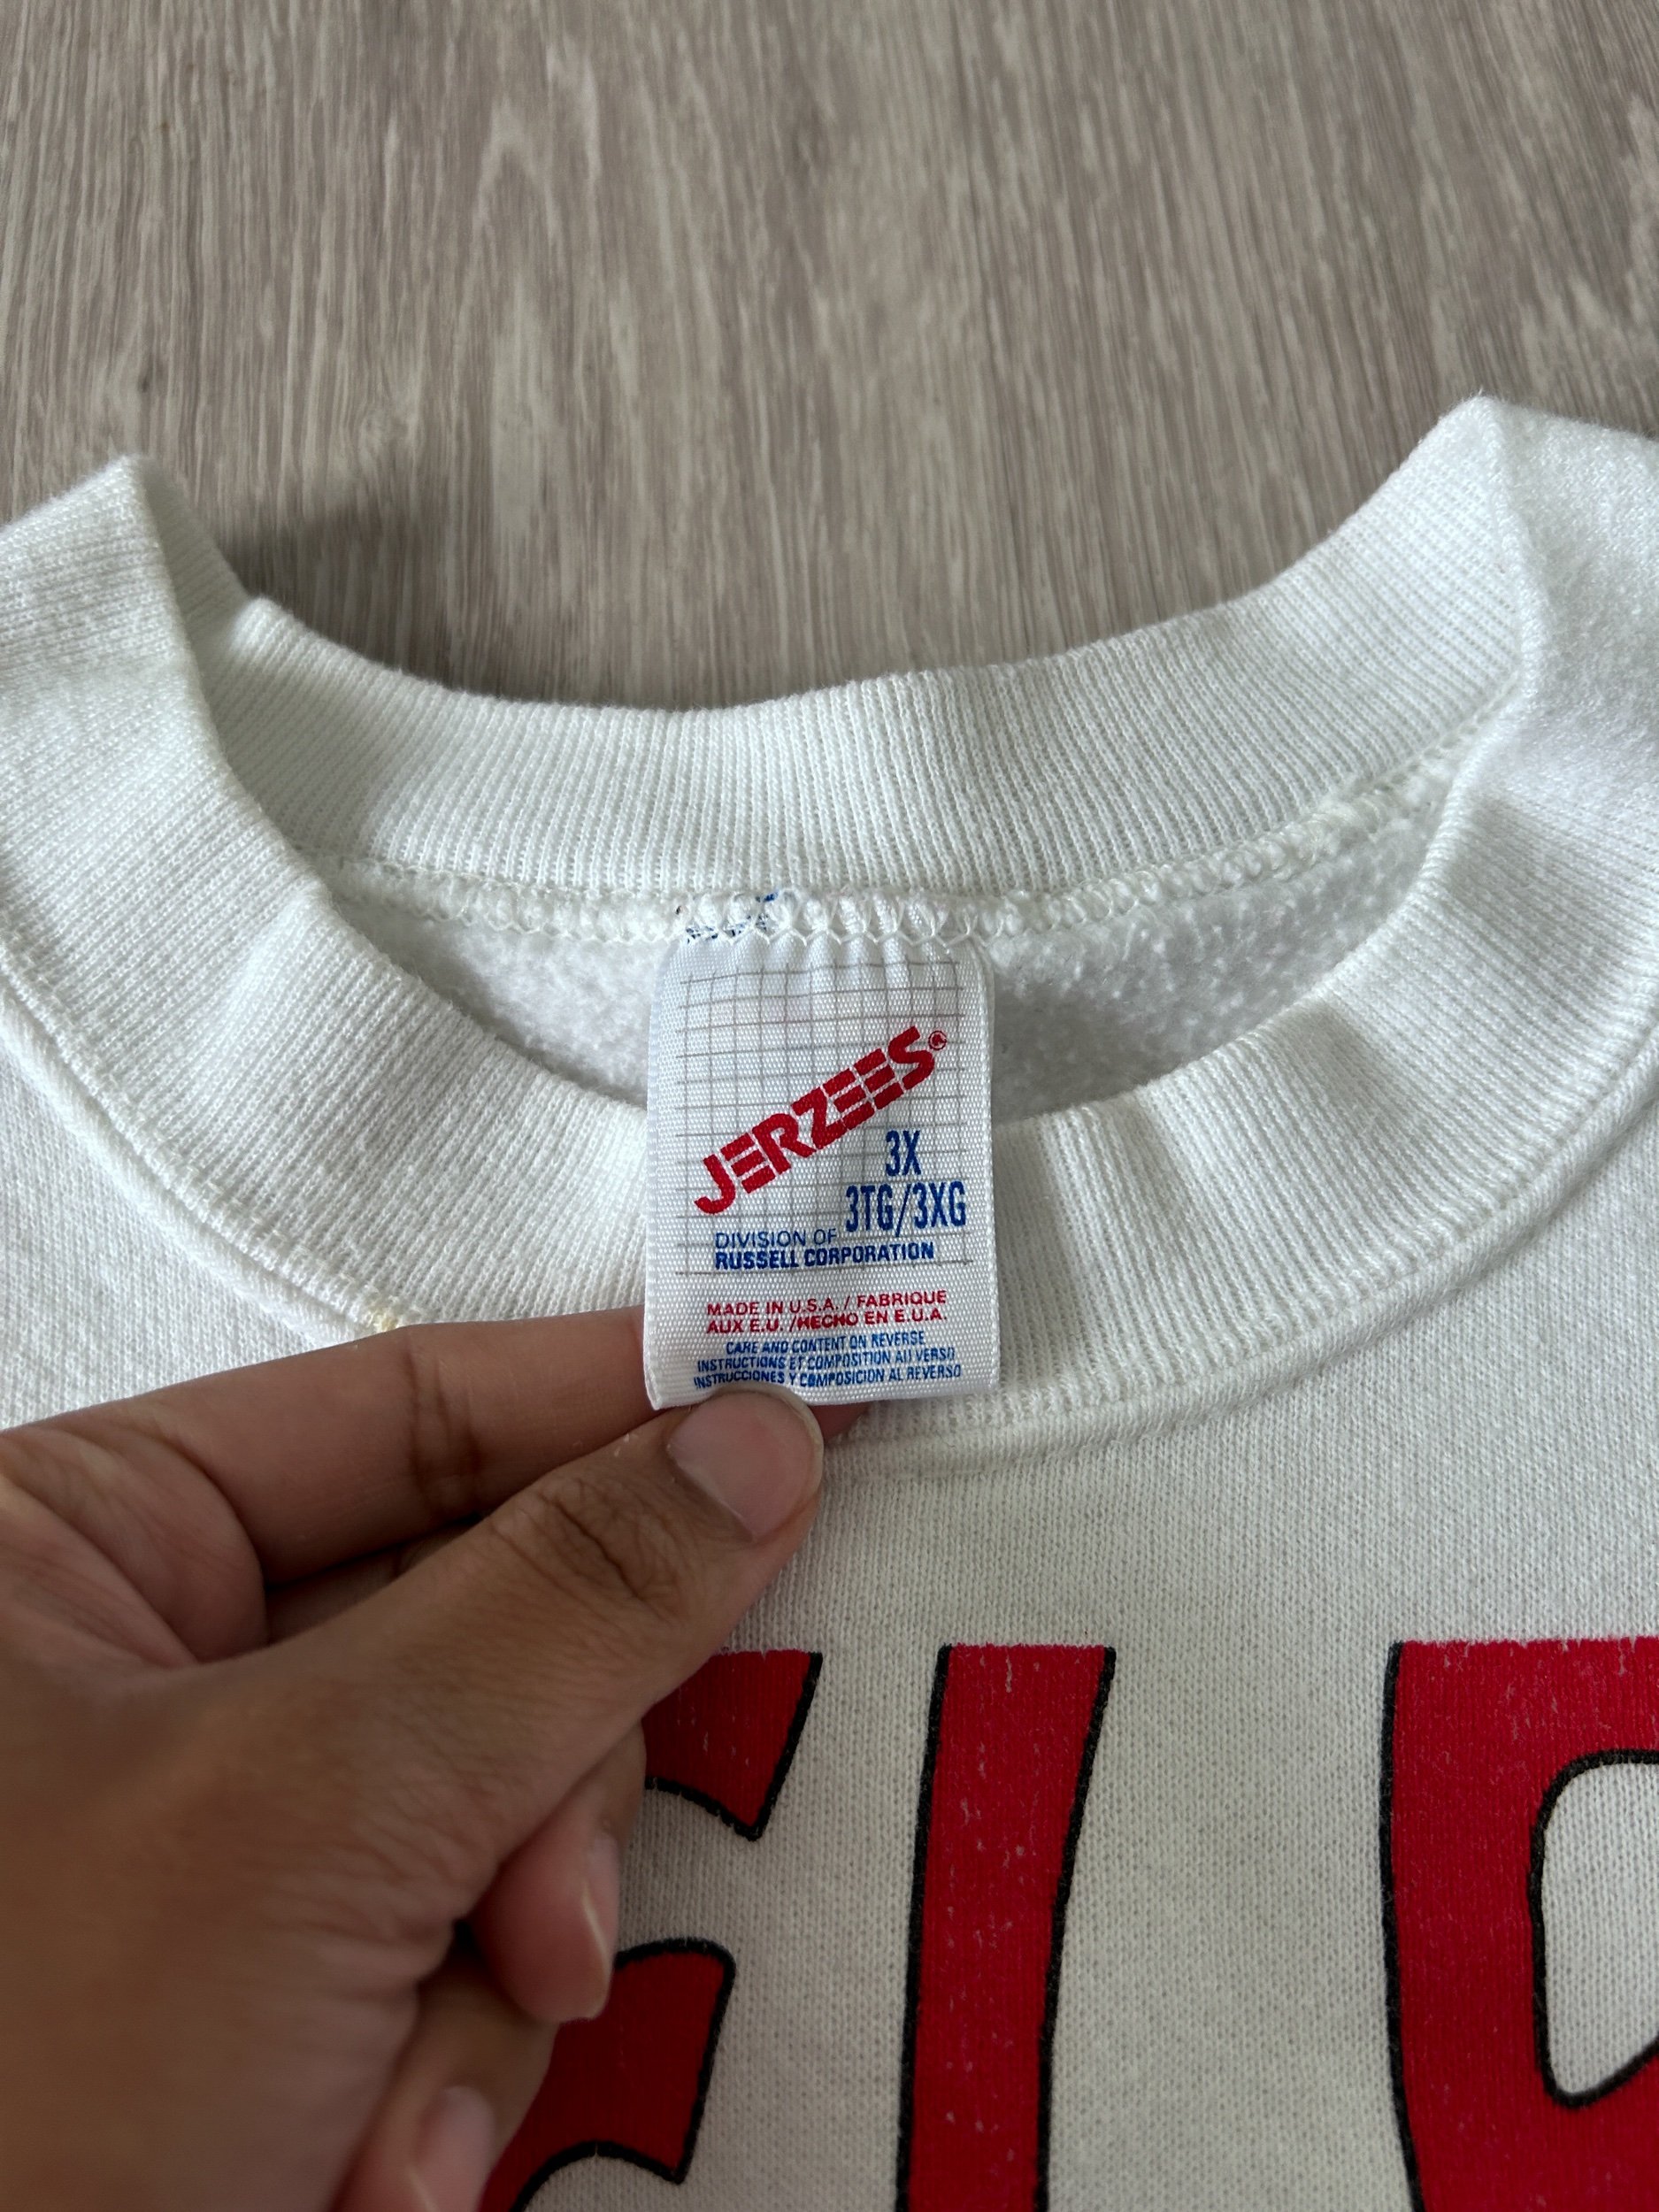 JERZEES®
3X
3TG/3XG
DIVISION OF
RUSSELL CORPORATION
MADE IN U.S.A. / FABRIQUE
AUX E.U. /HECHO EN E.U.A.
CARE AND CONTENT ON REVERSE
INSTRUCTIONS ET COMPOSITION AU VERSO
INSTRUCCIONES Y COMPOSICION AL REVERSO